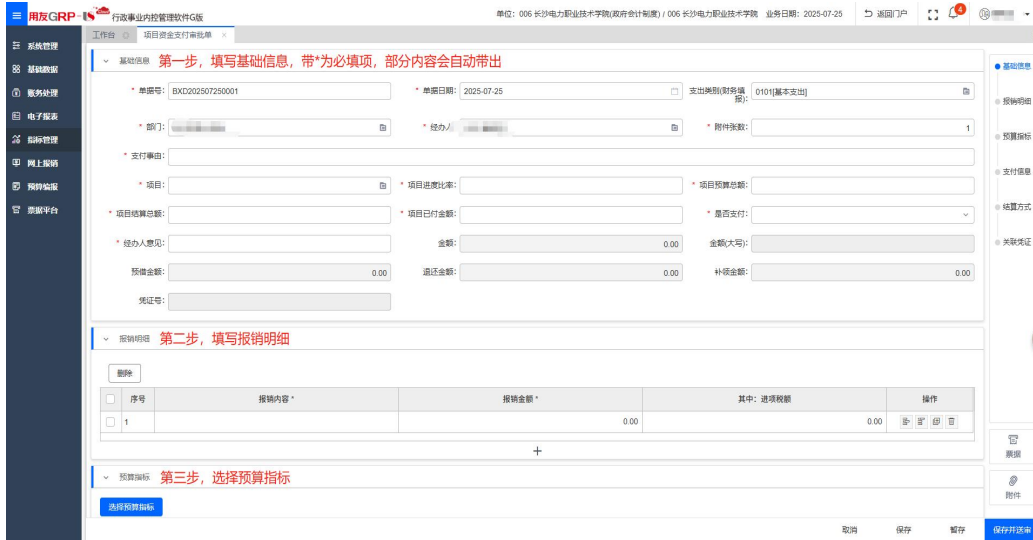 用友GRP-IS 行政事业内控管理软件G版 单位：006 长沙电力职业技术学院(政府会计制度) / 006 长沙电力职业技术学院 业务日期：2025-07-25 返回门户 4
系统管理
基础数据
账务处理
电子报表
指标管理
网上报销
预算编报
票据平台
工作台 项目资金支付审批单 ×
基础信息 第一步，填写基础信息，带*为必填项，部分内容会自动带出
* 单据号： BXD202507250001 * 单据日期： 2025-07-25 支出类别(财务填报)： 0101[基本支出]
* 部门： * 经办人 * 附件张数： 1
* 支付事由：
* 项目： * 项目进度比率： * 项目预算总额：
* 项目结算总额： * 项目已付金额： * 是否支付：
* 经办人意见： 金额： 0.00 金额(大写)：
预借金额： 0.00 退还金额： 0.00 补领金额： 0.00
凭证号：
报销明细 第二步，填写报销明细
删除
序号 报销内容 * 报销金额 * 其中：进项税额 操作
1 0.00 0.00
+
预算指标 第三步，选择预算指标
选择预算指标
取消 保存 暂存 保存并送审
基础信息
报销明细
预算指标
支付信息
结算方式
关联凭证
票据
附件